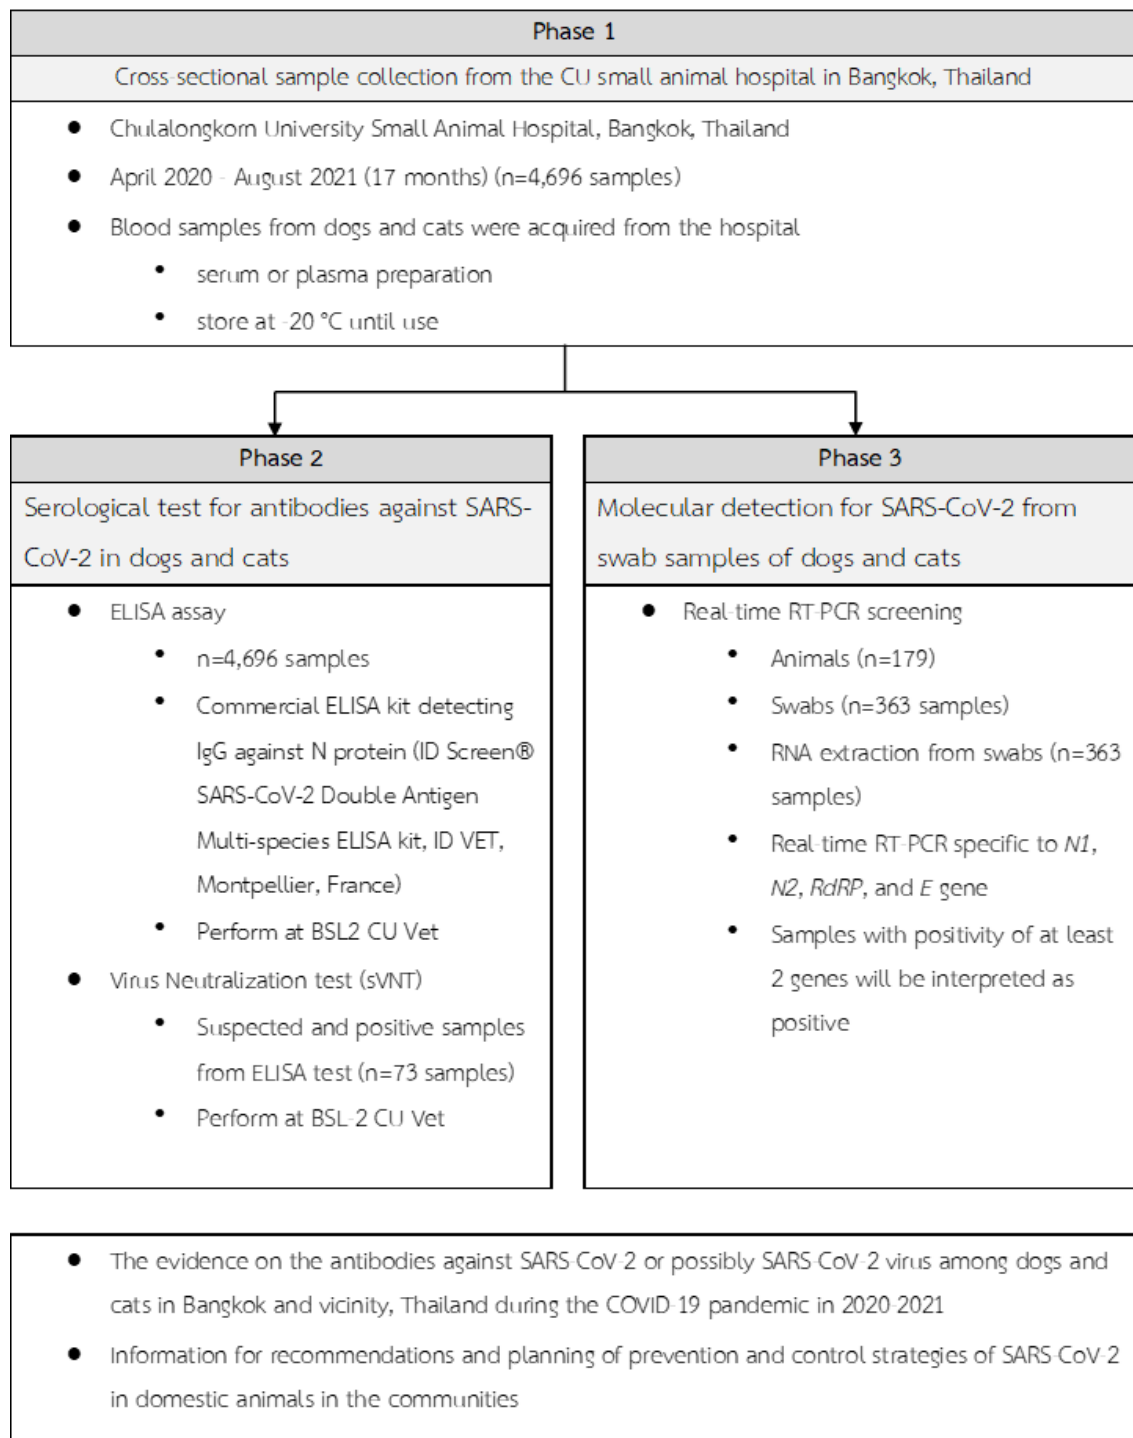 Phase 1
Cross-sectional sample collection from the CU small animal hospital in Bangkok, Thailand
● Chulalongkorn University Small Animal Hospital, Bangkok, Thailand
● April 2020 - August 2021 (17 months) (n=4,696 samples)
● Blood samples from dogs and cats were acquired from the hospital
• serum or plasma preparation
• store at -20 °C until use
Phase 2
Serological test for antibodies against SARS-
CoV-2 in dogs and cats
● ELISA assay
• n=4,696 samples
• Commercial ELISA kit detecting
IgG against N protein (ID Screen®
SARS-CoV-2 Double Antigen
Multi-species ELISA kit, ID VET,
Montpellier, France)
• Perform at BSL2 CU Vet
● Virus Neutralization test (sVNT)
• Suspected and positive samples
from ELISA test (n=73 samples)
• Perform at BSL-2 CU Vet
Phase 3
Molecular detection for SARS-CoV-2 from
swab samples of dogs and cats
● Real-time RT-PCR screening
• Animals (n=179)
• Swabs (n=363 samples)
• RNA extraction from swabs (n=363
samples)
• Real-time RT-PCR specific to N1,
N2, RdRP, and E gene
• Samples with positivity of at least
2 genes will be interpreted as
positive
● The evidence on the antibodies against SARS-CoV-2 or possibly SARS-CoV-2 virus among dogs and
cats in Bangkok and vicinity, Thailand during the COVID-19 pandemic in 2020-2021
● Information for recommendations and planning of prevention and control strategies of SARS-CoV-2
in domestic animals in the communities